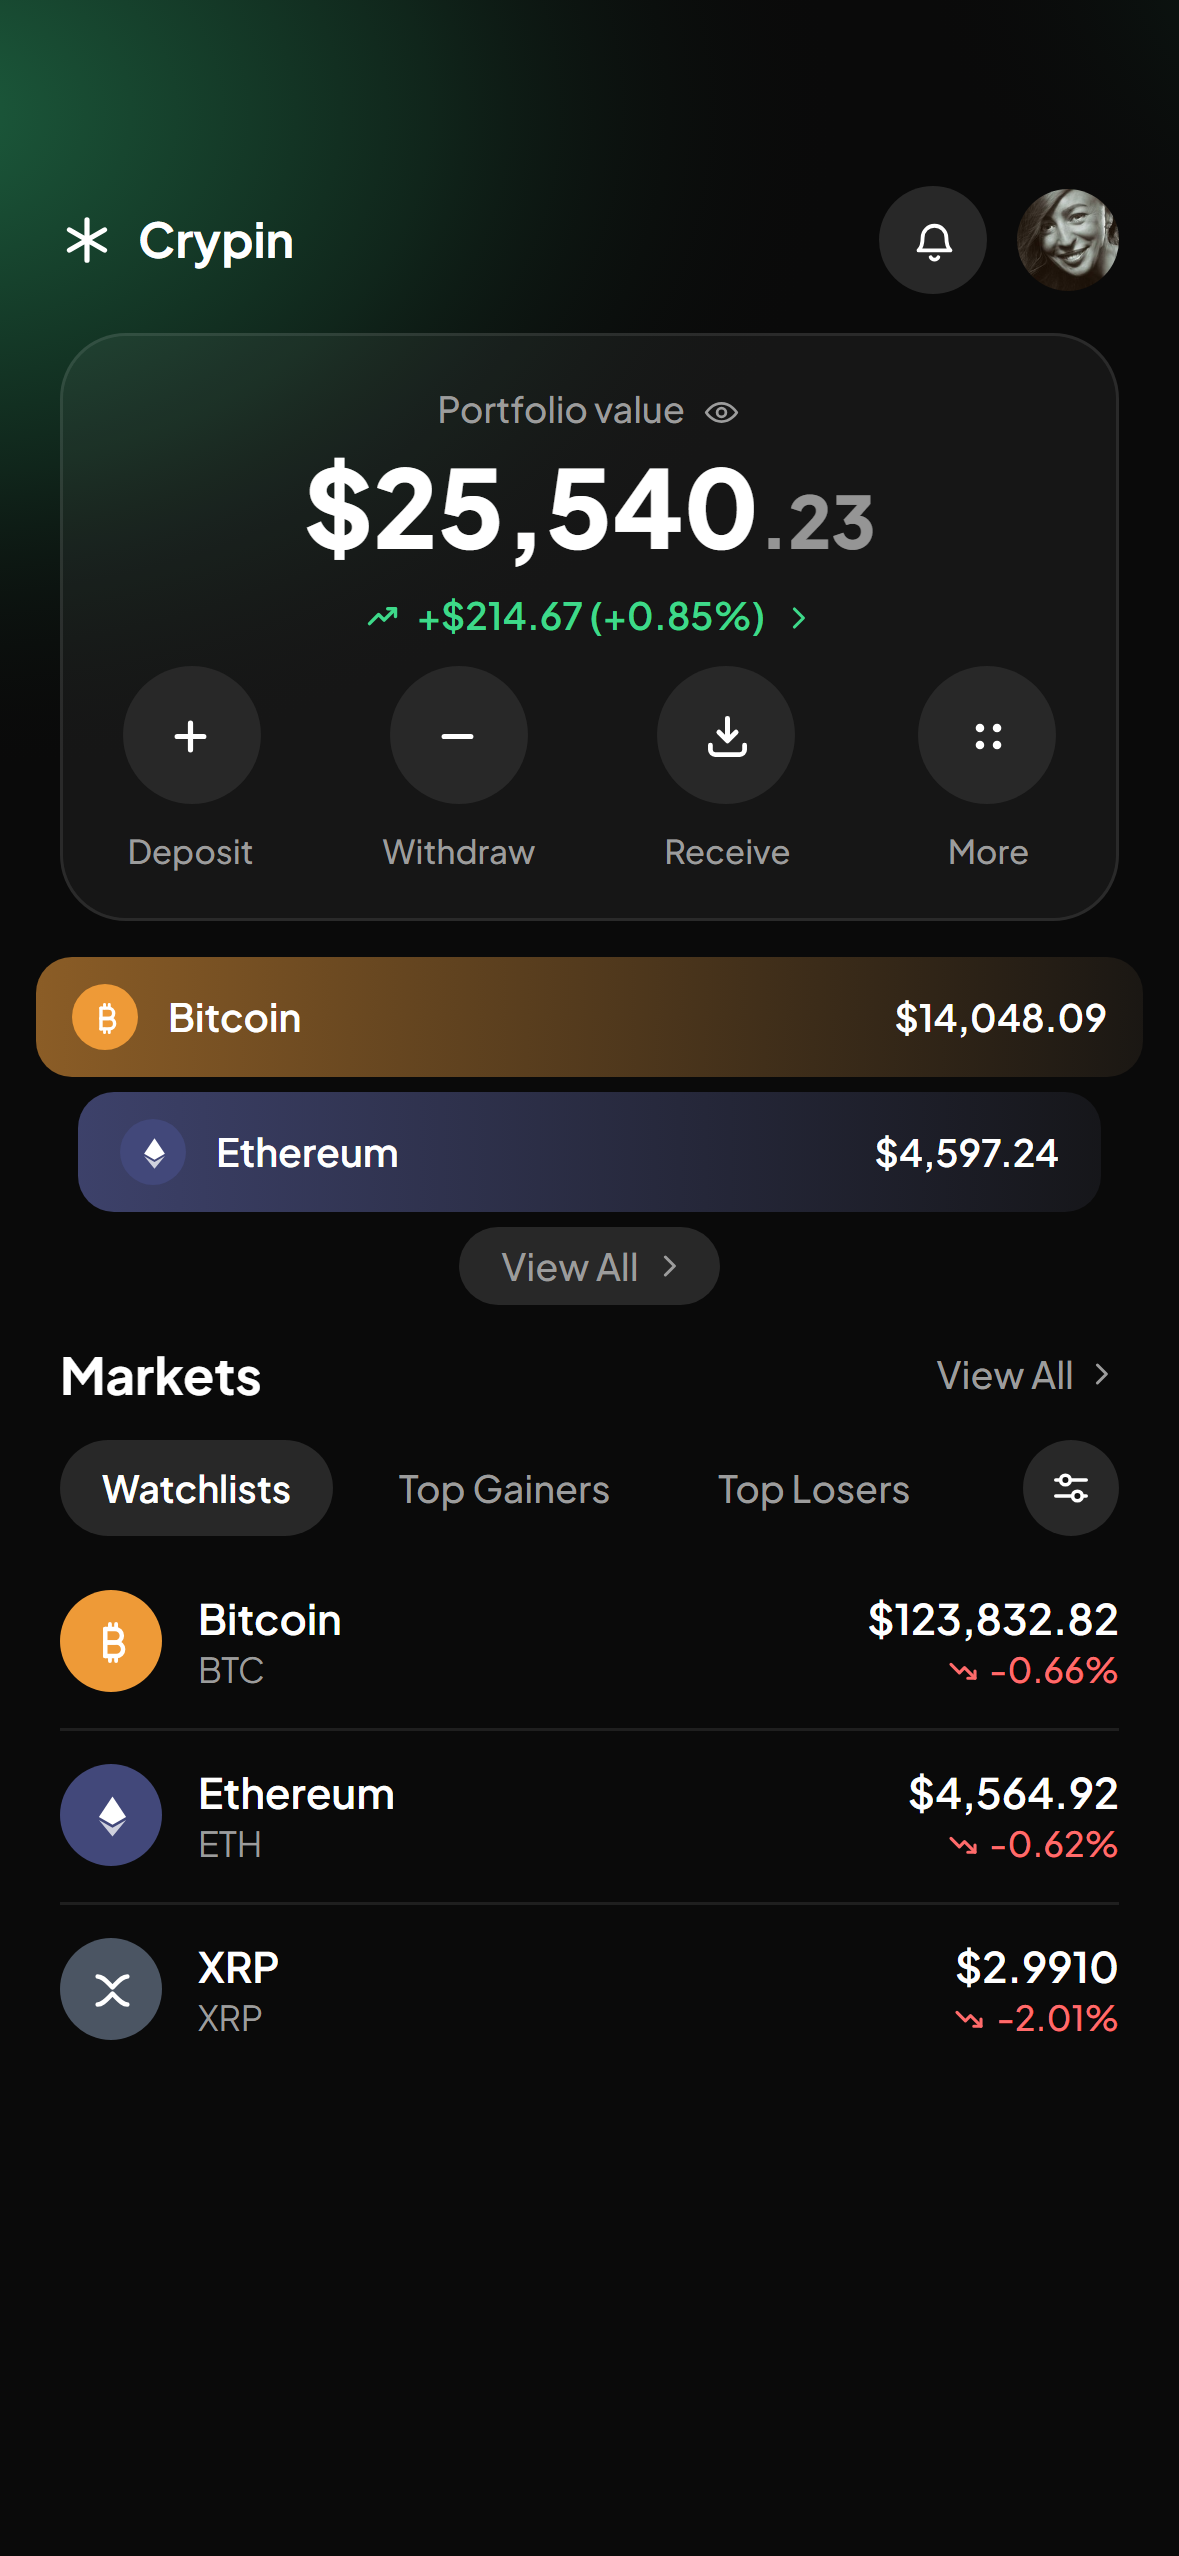 Crypin
Portfolio value
$25,540.23
+$214.67 (+0.85%)
Deposit Withdraw Receive More
Bitcoin $14,048.09
Ethereum $4,597.24
View All
Markets View All
Watchlists Top Gainers Top Losers
Bitcoin $123,832.82
BTC -0.66%
Ethereum $4,564.92
ETH -0.62%
XRP $2.9910
XRP -2.01%